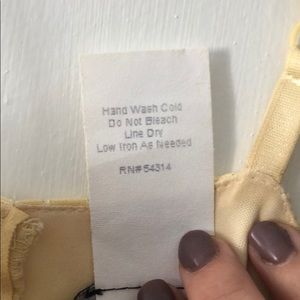 Hand Wash Cold
Do Not Bleach
Line Dry
Low Iron As Needed
RN#54314